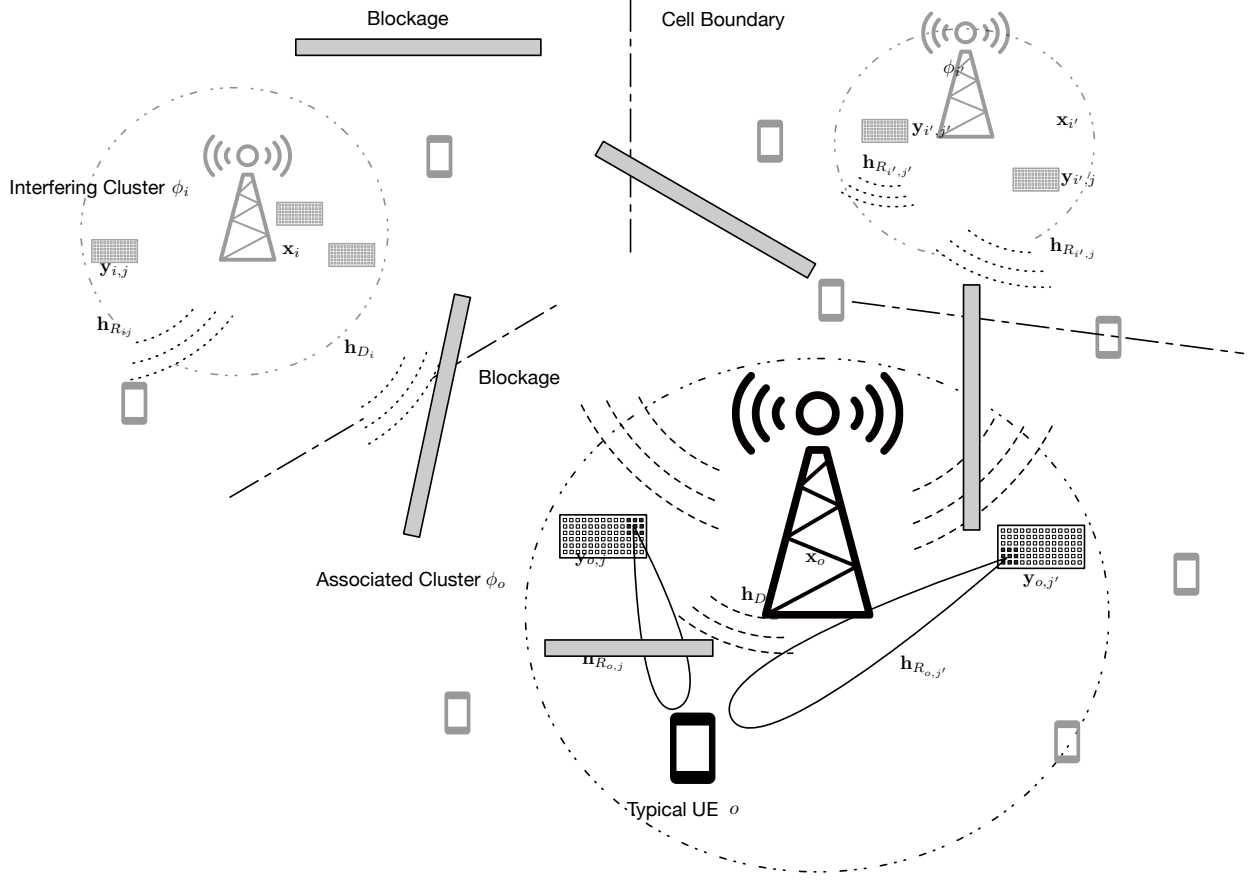 Blockage
Cell Boundary
ϕ_{i'}
x_{i'}
y_{i',j'}
h_{R_{i',j'}}
y_{i',j}
Interfering Cluster ϕ_i
x_i
y_{i,j}
h_{R_{i',j}}
h_{R_{ij}}
h_{D_i}
Blockage
x_o
y_{o,j}
Associated Cluster ϕ_o
y_{o,j'}
h_D
h_{R_{o,j}}
h_{R_{o,j'}}
Typical UE o